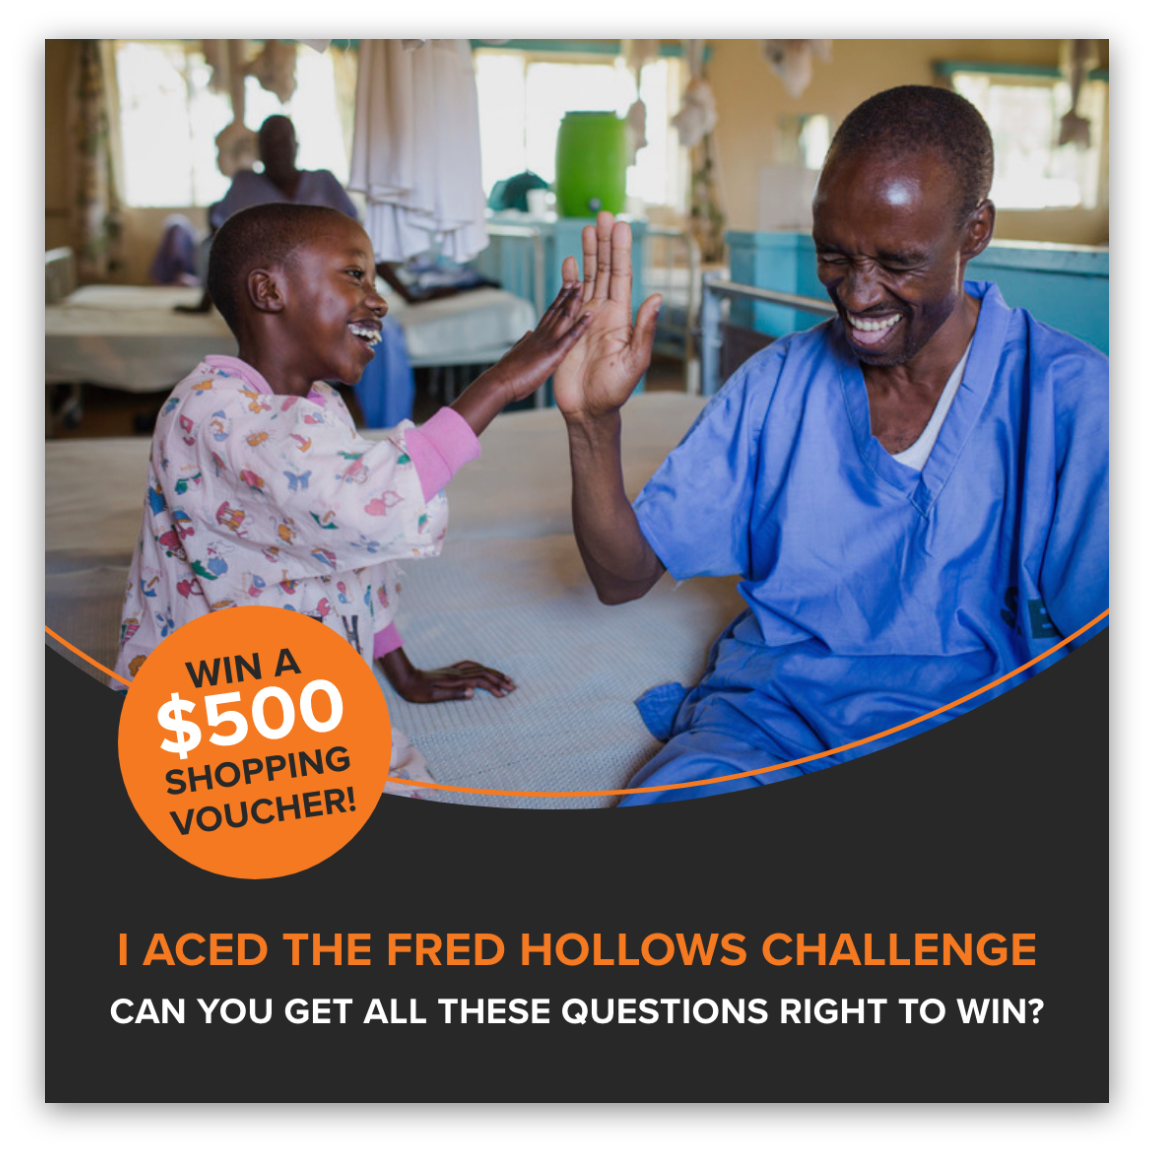 WIN A
$500
SHOPPING
VOUCHER!
I ACED THE FRED HOLLOWS CHALLENGE
CAN YOU GET ALL THESE QUESTIONS RIGHT TO WIN?